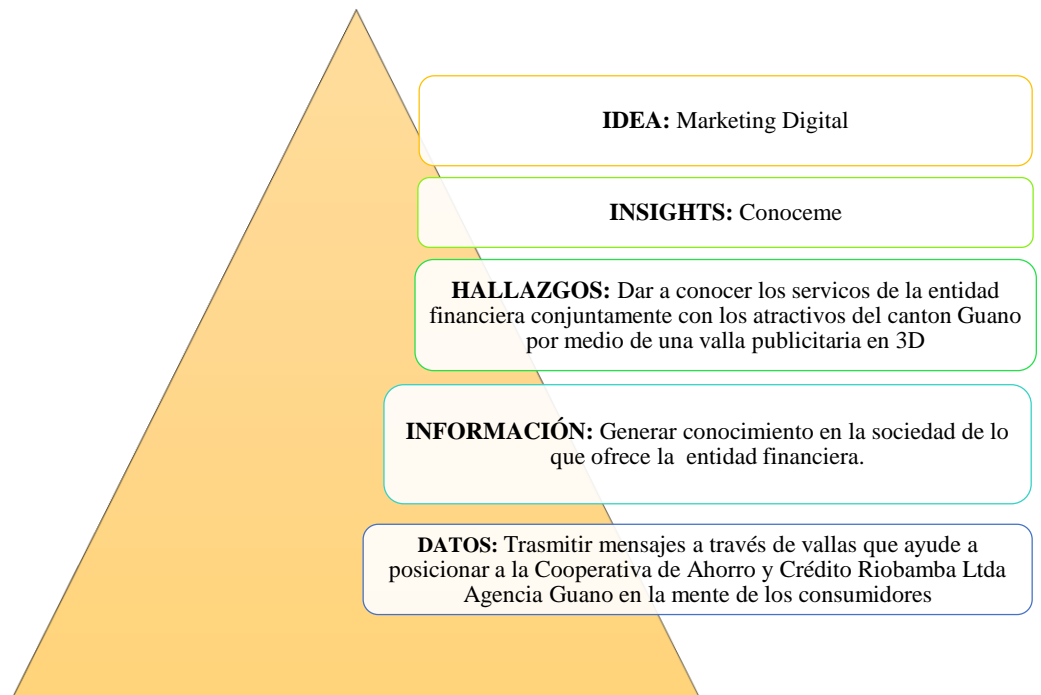 IDEA: Marketing Digital
INSIGHTS: Conoceme
HALLAZGOS: Dar a conocer los servicos de la entidad
financiera conjuntamente con los atractivos del canton Guano
por medio de una valla publicitaria en 3D
INFORMACIÓN: Generar conocimiento en la sociedad de lo
que ofrece la entidad financiera.
DATOS: Trasmitir mensajes a través de vallas que ayude a
posicionar a la Cooperativa de Ahorro y Crédito Riobamba Ltda
Agencia Guano en la mente de los consumidores